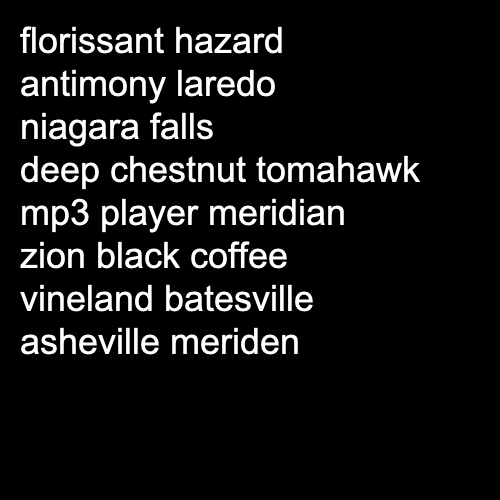 florissant hazard
antimony laredo
niagara falls
deep chestnut tomahawk
mp3 player meridian
zion black coffee
vineland batesville
asheville meriden